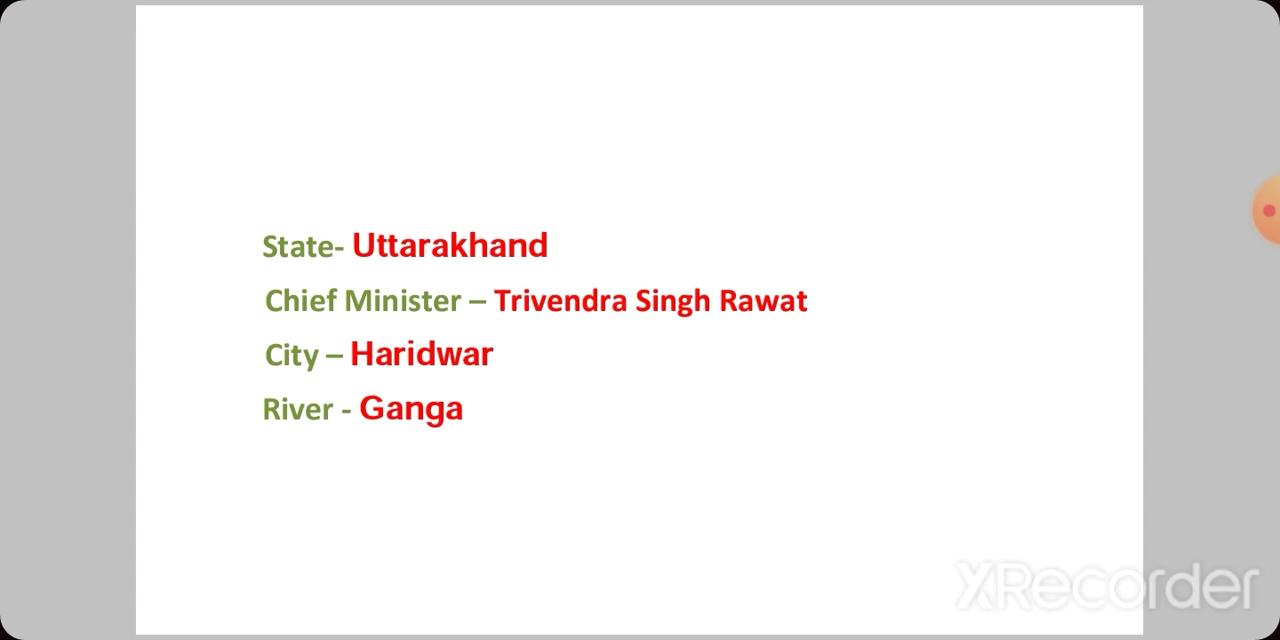 State- Uttarakhand
Chief Minister – Trivendra Singh Rawat
City – Haridwar
River - Ganga
XRecorder